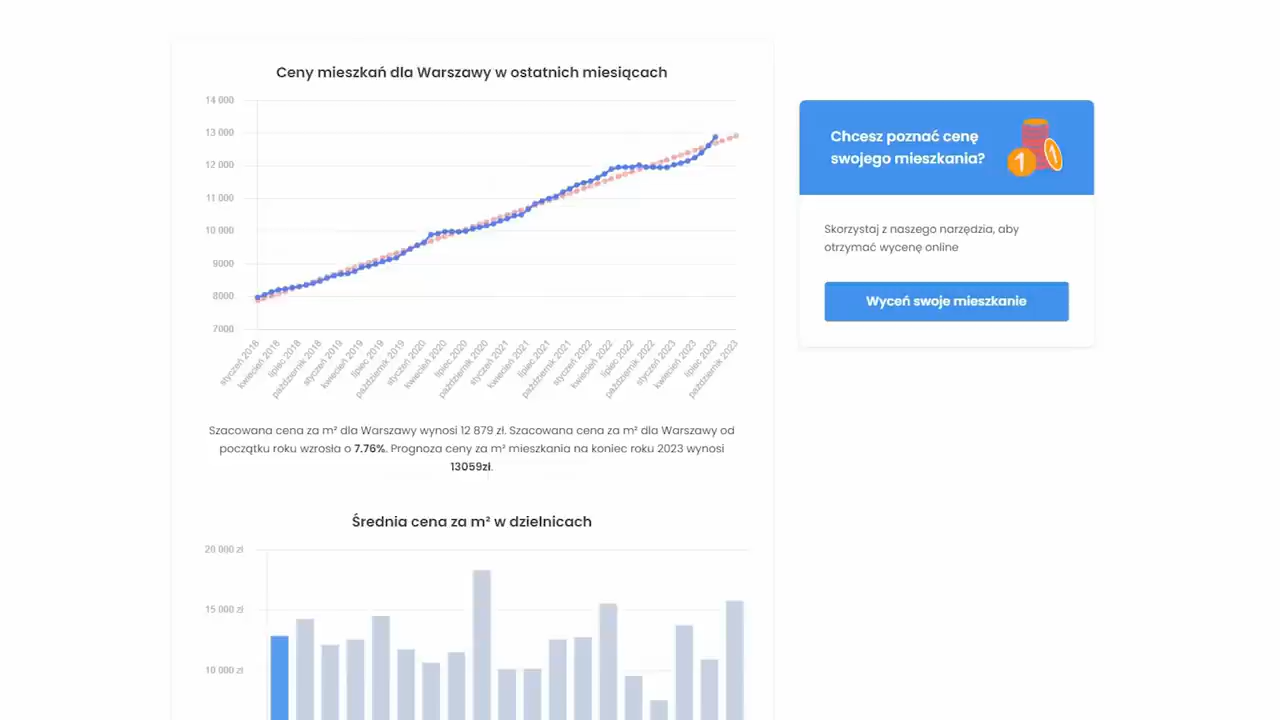 Ceny mieszkań dla Warszawy w ostatnich miesiącach
14 000
13 000
12 000
11 000
10 000
9000
8000
7000
styczeń 2018
kwiecień 2018
lipiec 2018
październik 2018
styczeń 2019
kwiecień 2019
lipiec 2019
październik 2019
styczeń 2020
kwiecień 2020
lipiec 2020
październik 2020
styczeń 2021
kwiecień 2021
lipiec 2021
październik 2021
styczeń 2022
kwiecień 2022
lipiec 2022
październik 2022
styczeń 2023
kwiecień 2023
lipiec 2023
październik 2023
Szacowana cena za m² dla Warszawy wynosi 12 879 zł. Szacowana cena za m² dla Warszawy od
początku roku wzrosła o 7.76%. Prognoza ceny za m² mieszkania na koniec roku 2023 wynosi
13059zł.
Średnia cena za m² w dzielnicach
20 000 zł
15 000 zł
10 000 zł
Chcesz poznać cenę
swojego mieszkania?
1
1
Skorzystaj z naszego narzędzia, aby
otrzymać wycenę online
Wyceń swoje mieszkanie